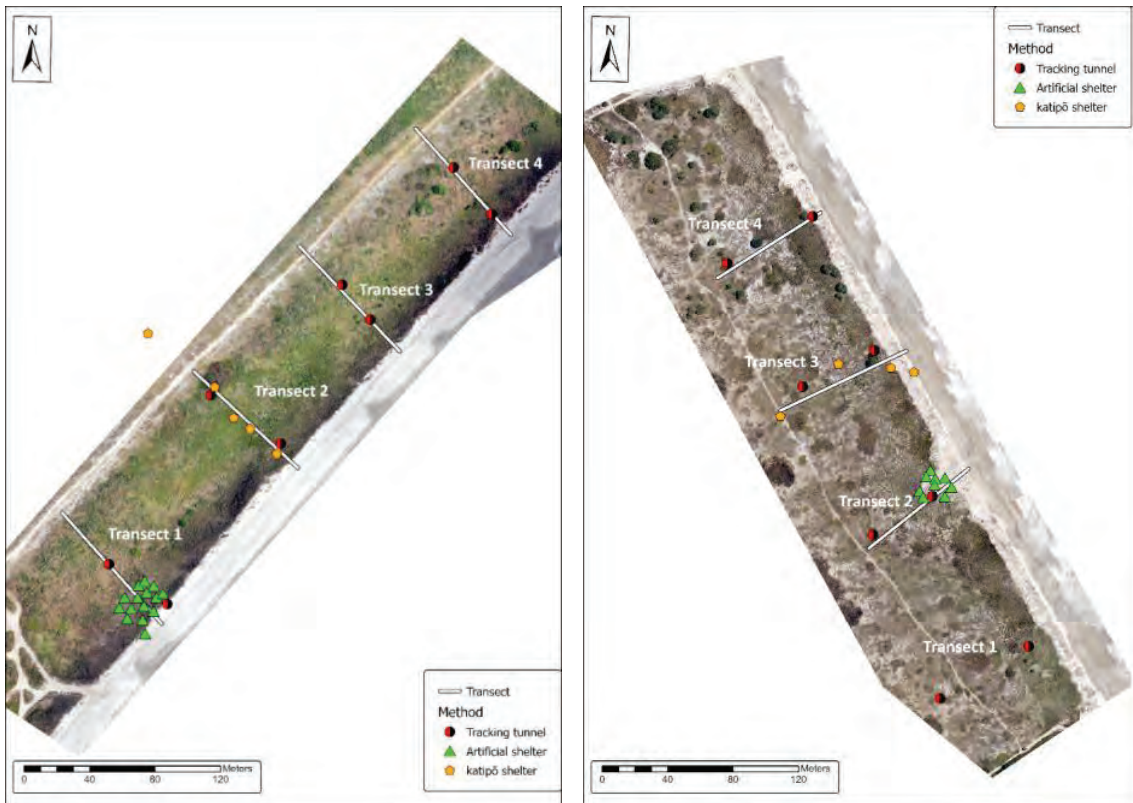 N
Transect 4
Transect 3
Transect 2
Transect 1
Transect
Method
Tracking tunnel
Artificial shelter
katipō shelter
Meters
0 20 40 80 120
N
Transect
Method
Tracking tunnel
Artificial shelter
katipō shelter
Transect 4
Transect 3
Transect 2
Transect 1
Meters
0 20 40 80 120